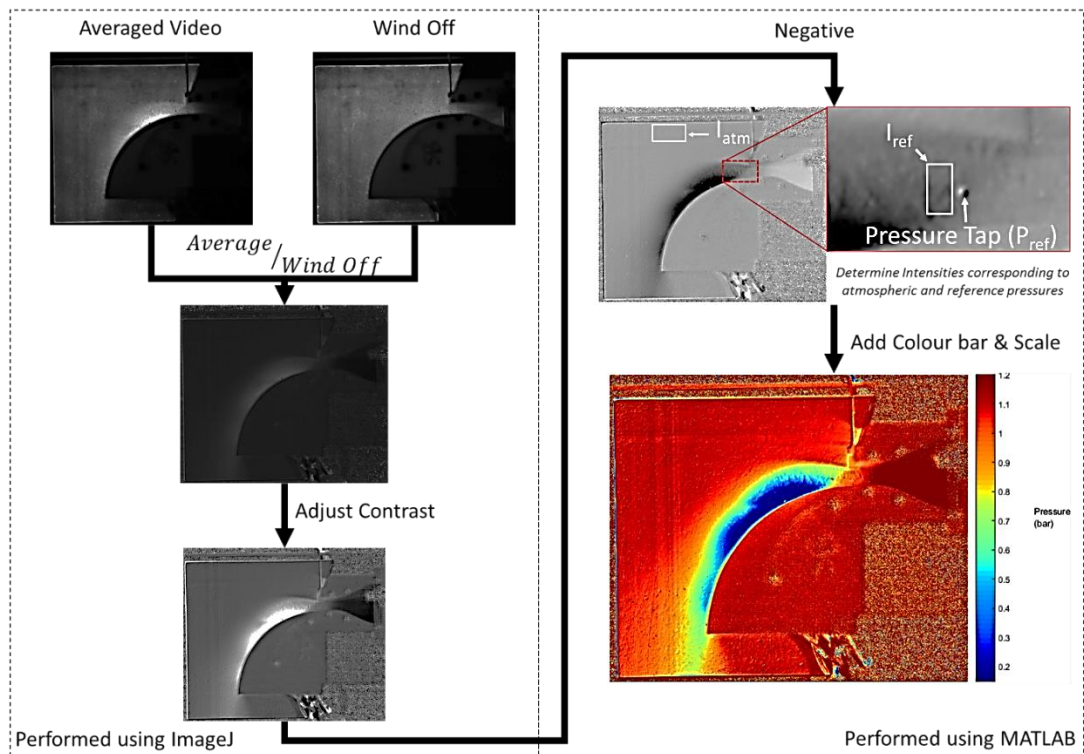 Averaged Video
Wind Off
Average/Wind Off
Adjust Contrast
Performed using ImageJ
Negative
I_atm
I_ref
Pressure Tap (P_ref)
Determine Intensities corresponding to
atmospheric and reference pressures
Add Colour bar & Scale
1.2
1.1
1
0.9
0.8
0.7
0.6
0.5
0.4
0.3
0.2
Pressure
(bar)
Performed using MATLAB